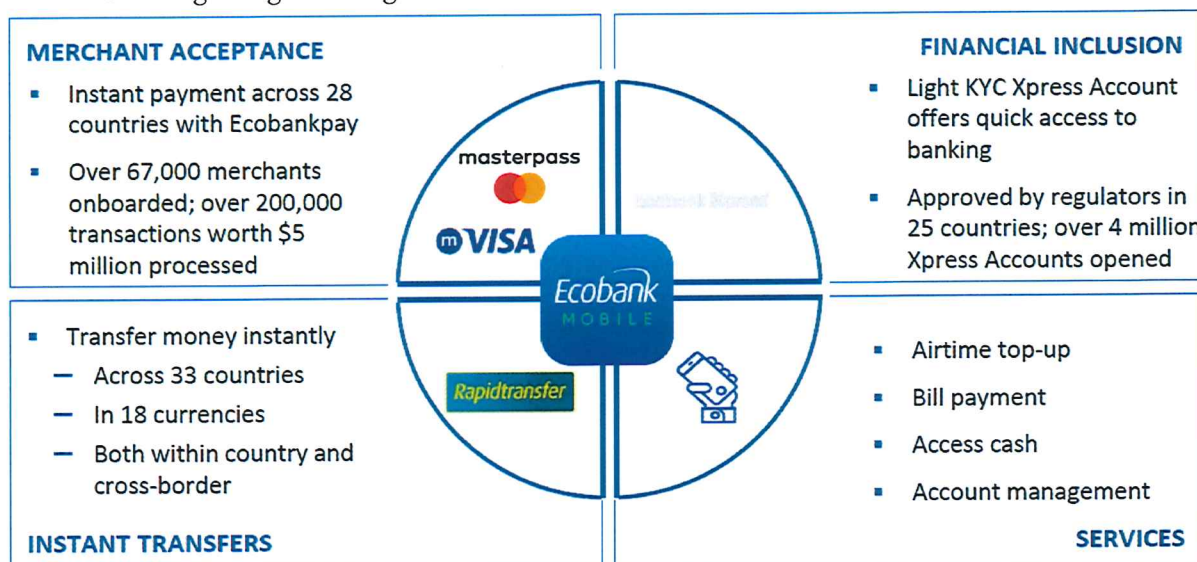 MERCHANT ACCEPTANCE
▪ Instant payment across 28
countries with Ecobankpay
▪ Over 67,000 merchants
onboarded; over 200,000
transactions worth $5
million processed
FINANCIAL INCLUSION
▪ Light KYC Xpress Account
offers quick access to
banking
▪ Approved by regulators in
25 countries; over 4 million
Xpress Accounts opened
masterpass
m VISA
Ecobank
MOBILE
Rapidtransfer
▪ Transfer money instantly
– Across 33 countries
– In 18 currencies
– Both within country and
cross-border
INSTANT TRANSFERS
▪ Airtime top-up
▪ Bill payment
▪ Access cash
▪ Account management
SERVICES